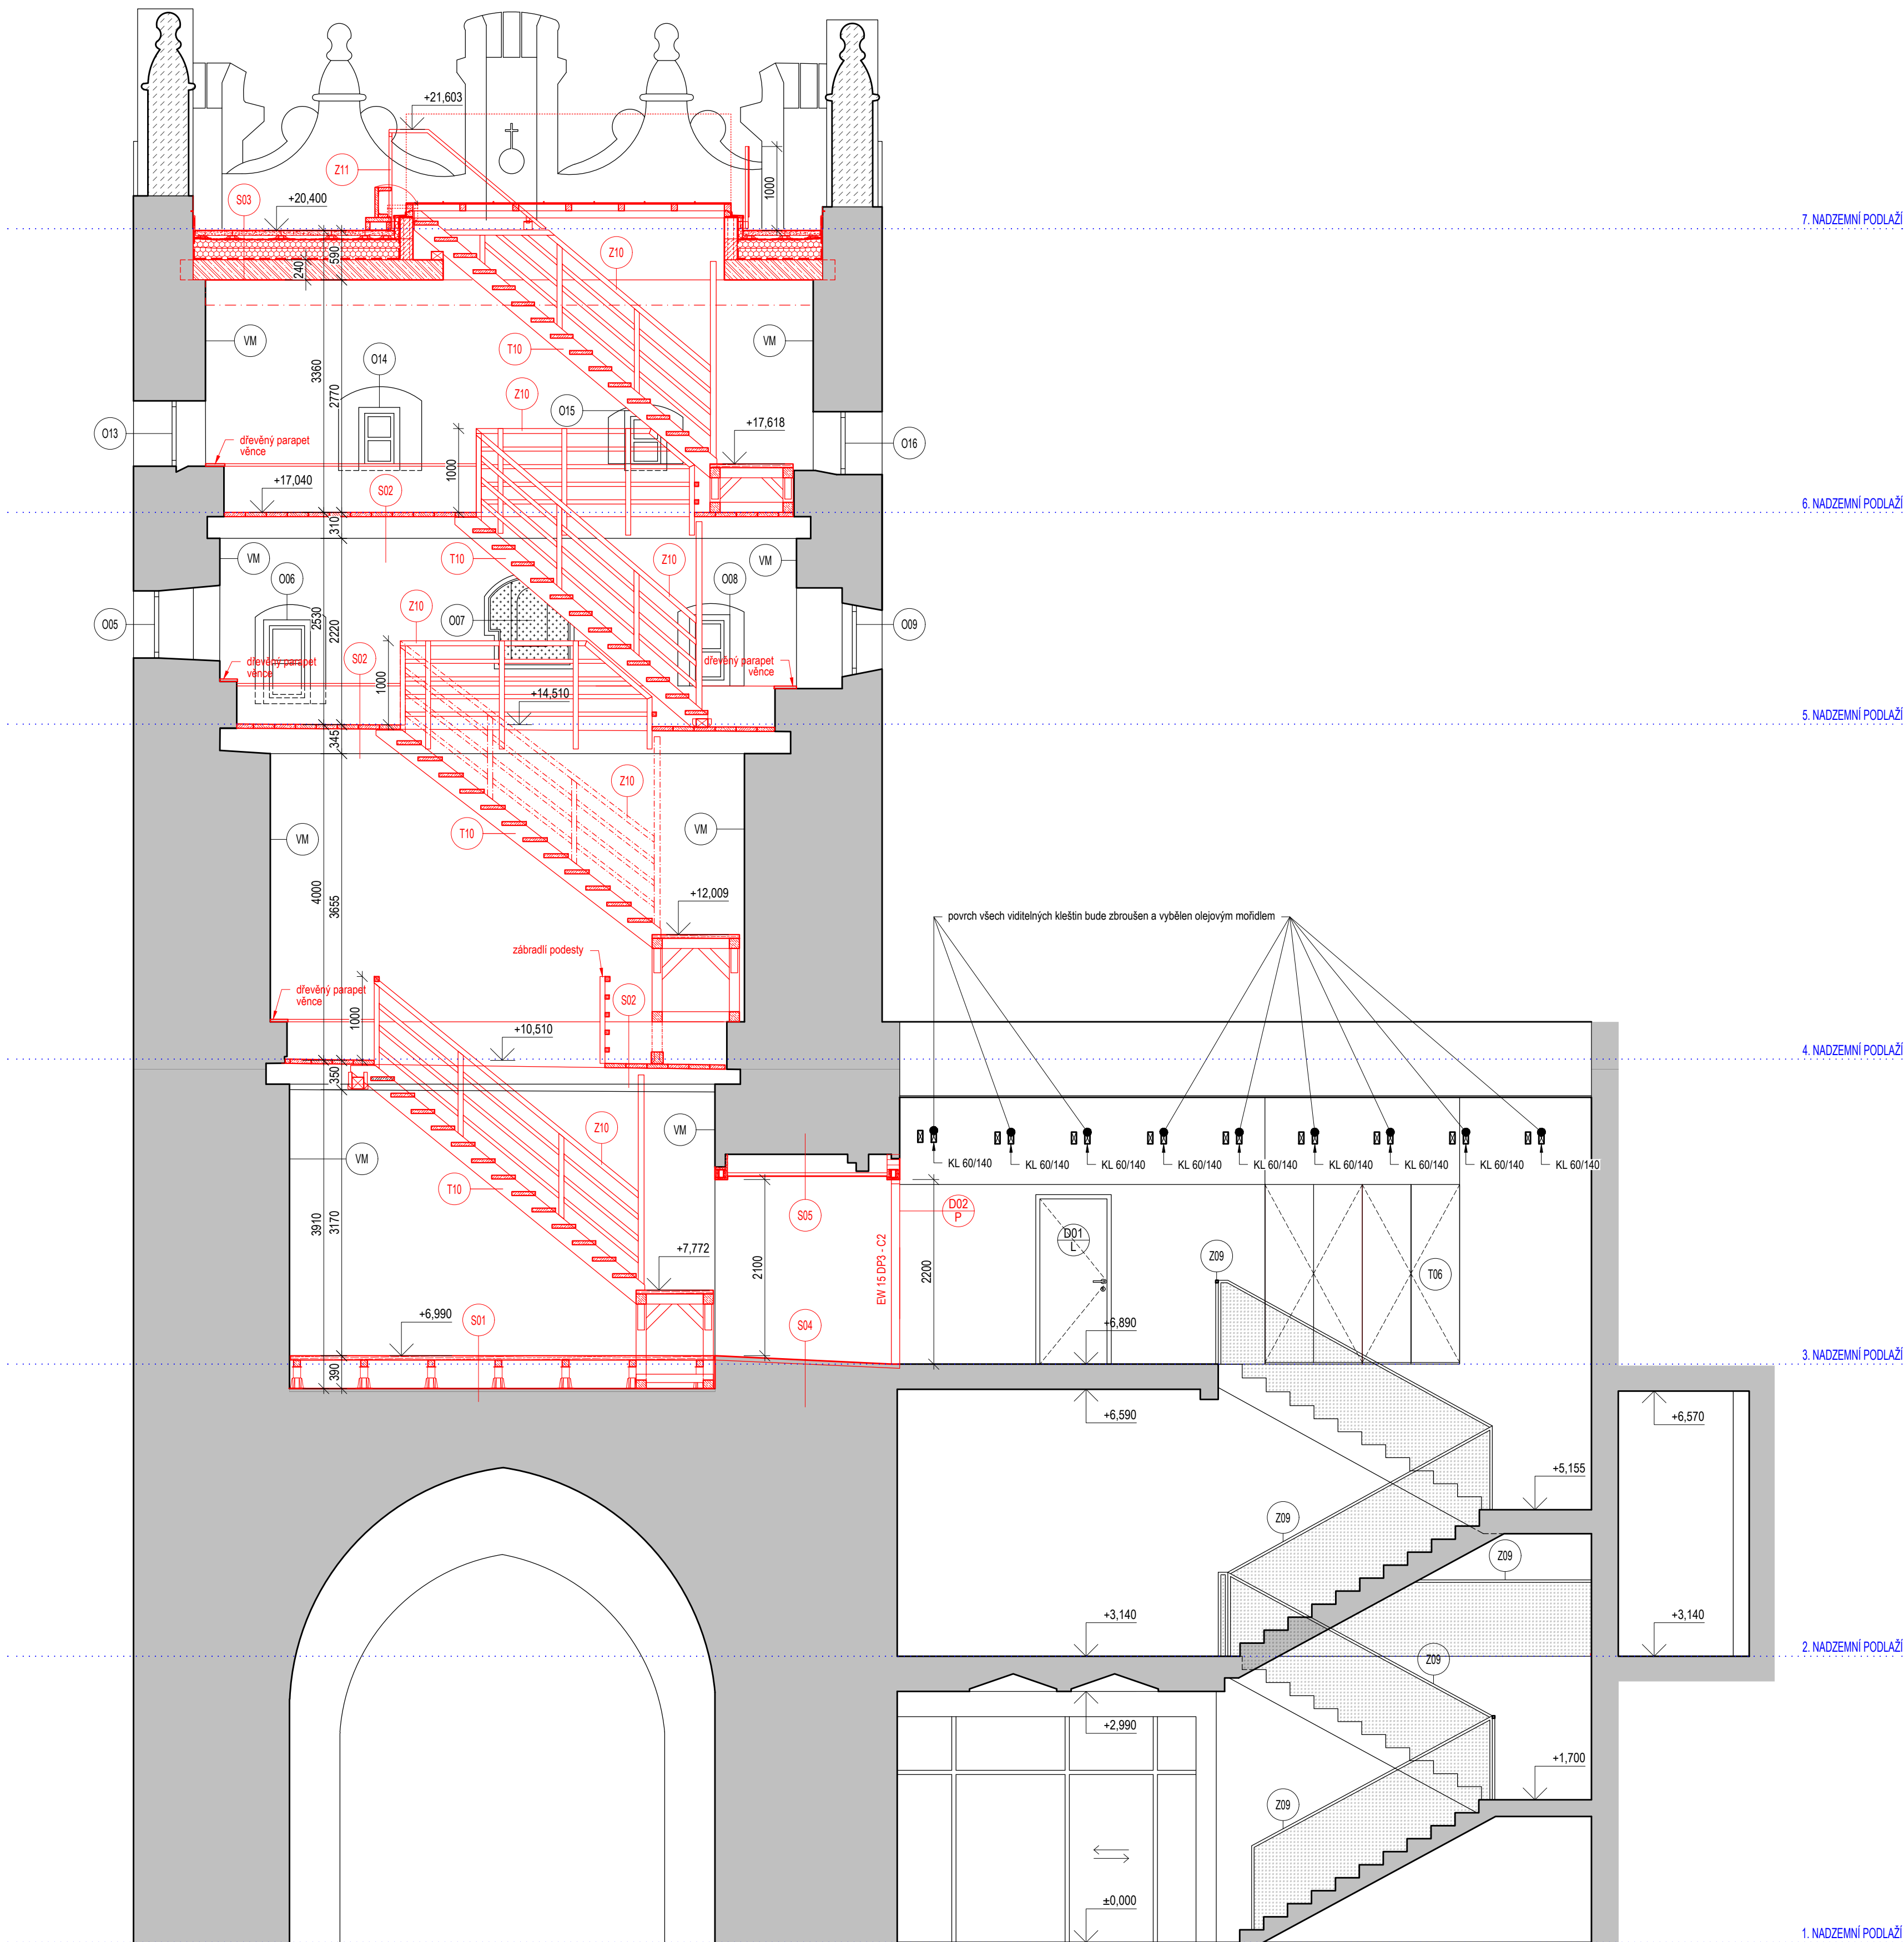 +21,603
Z11
S03
+20,400
1000
7. NADZEMNÍ PODLAŽÍ
590
240
Z10
VM
VM
T10
O14
3360
2770
Z10
O15
+17,618
O13
O16
dřevěný parapet
věnce
1000
+17,040
S02
6. NADZEMNÍ PODLAŽÍ
310
VM
T10
Z10
VM
O06
O08
Z10
O05
O07
O09
2530
2220
S02
dřevěný parapet
věnce
dřevěný parapet
věnce
1000
+14,510
5. NADZEMNÍ PODLAŽÍ
345
Z10
T10
VM
VM
4000
3655
+12,009
povrch všech viditelných kleštin bude zbroušen a vybělen olejovým mořidlem
zábradlí podesty
dřevěný parapet
věnce
S02
1000
+10,510
4. NADZEMNÍ PODLAŽÍ
350
Z10
VM
VM
KL 60/140
KL 60/140
KL 60/140
KL 60/140
KL 60/140
KL 60/140
KL 60/140
KL 60/140
KL 60/140
T10
S05
D02
P
3910
3170
D01
L
+7,772
2100
EW 15 DP3 - C2
2200
Z09
T06
+6,990
S01
S04
+6,890
3. NADZEMNÍ PODLAŽÍ
390
+6,590
+6,570
+5,155
Z09
Z09
+3,140
+3,140
2. NADZEMNÍ PODLAŽÍ
Z09
+2,990
+1,700
Z09
±0,000
1. NADZEMNÍ PODLAŽÍ